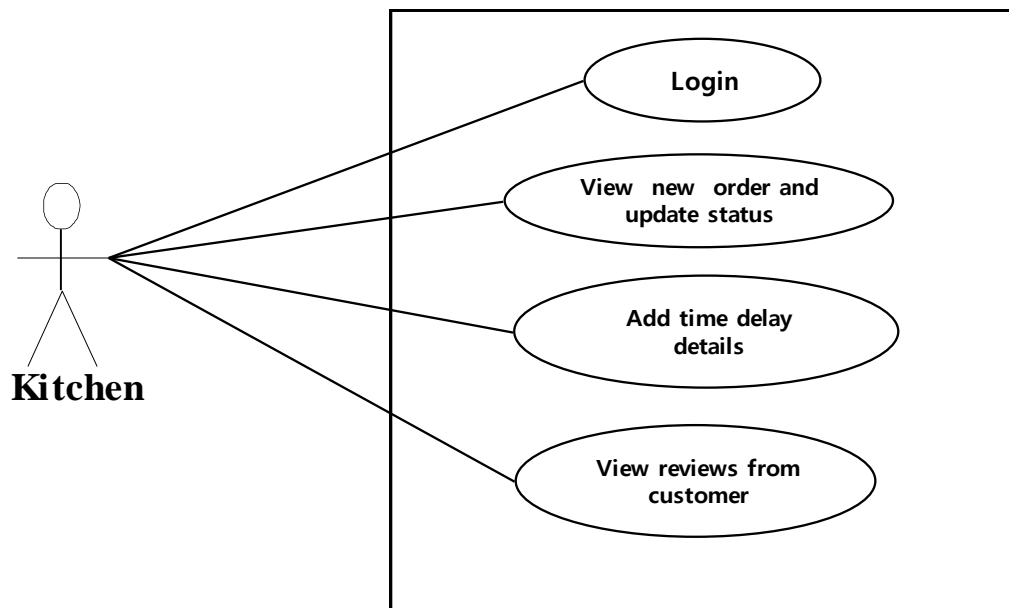 Login
View new order and
update status
Add time delay
details
Kitchen
View reviews from
customer